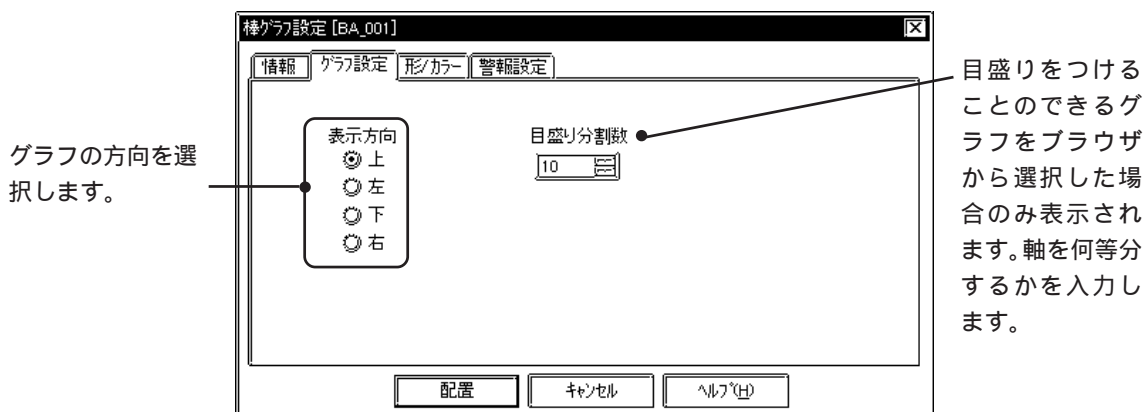 棒グラフ設定 [BA_001]
情報 グラフ設定 形/カラー 警報設定
表示方向
上
左
下
右
目盛り分割数
10
配置 キャンセル ヘルプ(H)
グラフの方向を選
択します。
目盛りをつける
ことのできるグ
ラフをブラウザ
から選択した場
合のみ表示され
ます。軸を何等分
するかを入力し
ます。